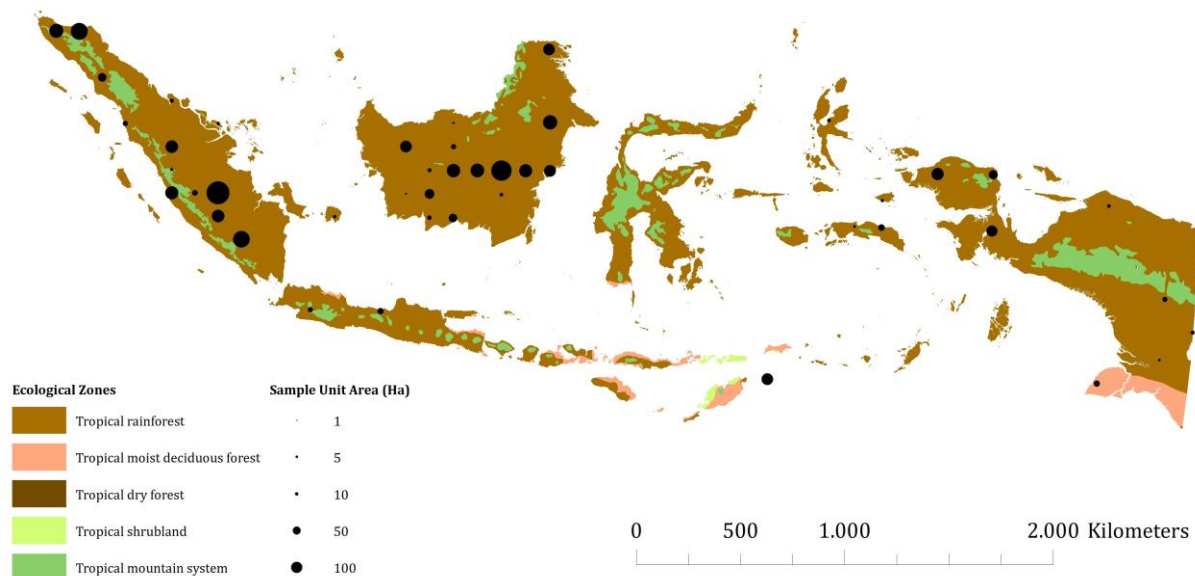 Ecological Zones
Tropical rainforest
Tropical moist deciduous forest
Tropical dry forest
Tropical shrubland
Tropical mountain system
Sample Unit Area (Ha)
1
5
10
50
100
0 500 1.000 2.000 Kilometers